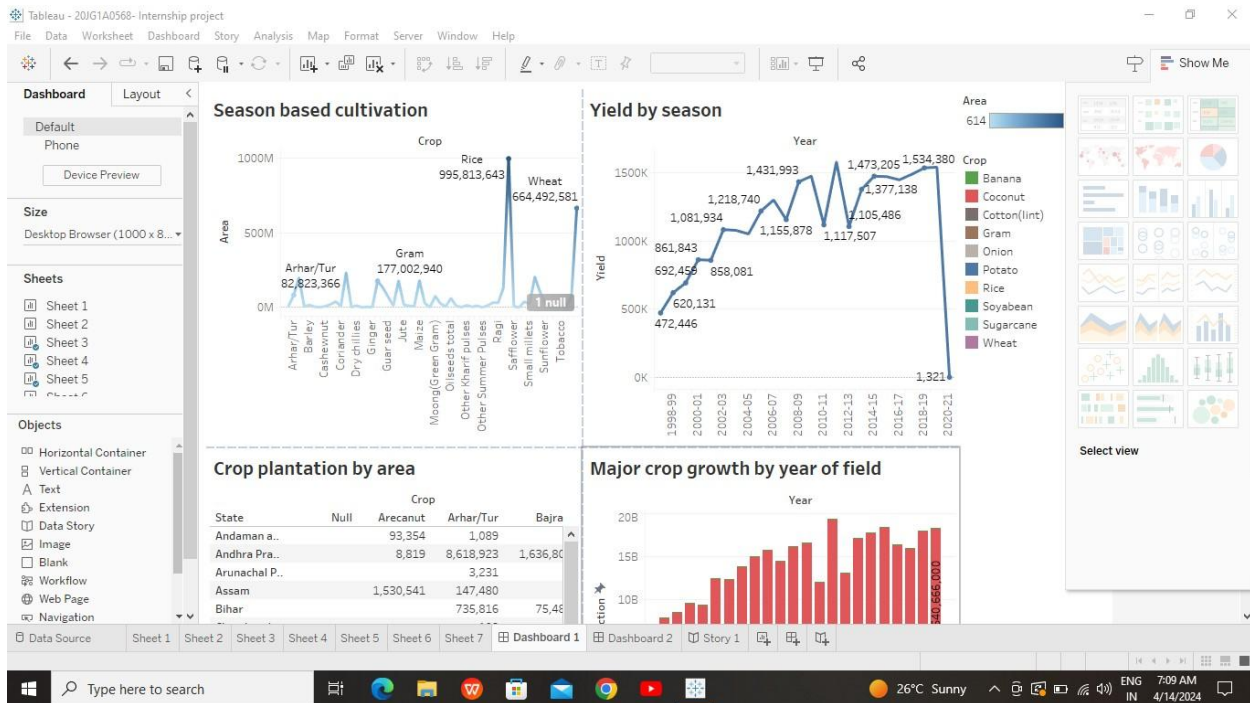 Tableau - 20JG1A0568- Internship project
File Data Worksheet Dashboard Story Analysis Map Format Server Window Help
Show Me
Dashboard Layout
Default
Phone
Device Preview
Size
Desktop Browser (1000 x 8...
Sheets
Sheet 1
Sheet 2
Sheet 3
Sheet 4
Sheet 5
Objects
Horizontal Container
Vertical Container
Text
Extension
Data Story
Image
Blank
Workflow
Web Page
Navigation
Season based cultivation
Crop
Area
1000M
500M
0M
Rice
995,813,643
Wheat
664,492,581
Gram
177,002,940
Arhar/Tur
82,823,366
1 null
Arhar/Tur
Barley
Cashewnut
Coriander
Dry chillies
Ginger
Guar seed
Jute
Maize
Moong(Green Gram)
Oilseeds total
Other Kharif pulses
Other Summer Pulses
Ragi
Safflower
Small millets
Sunflower
Tobacco
Yield by season
Year
Yield
1500K
1000K
500K
0K
1,431,993
1,473,205
1,534,380
1,377,138
1,218,740
1,081,934
1,105,486
1,155,878
1,117,507
861,843
692,459
858,081
620,131
472,446
1,321
1998-99
2000-01
2002-03
2004-05
2006-07
2008-09
2010-11
2012-13
2014-15
2016-17
2018-19
2020-21
Area
614
Crop
Banana
Coconut
Cotton(lint)
Gram
Onion
Potato
Rice
Soyabean
Sugarcane
Wheat
Select view
Crop plantation by area
Crop
State Null Arecanut Arhar/Tur Bajra
Andaman a.. 93,354 1,089
Andhra Pra.. 8,819 8,618,923 1,636,80
Arunachal P.. 3,231
Assam 1,530,541 147,480
Bihar 735,816 75,48
Major crop growth by year of field
Year
20B
15B
10B
Data Source Sheet 1 Sheet 2 Sheet 3 Sheet 4 Sheet 5 Sheet 6 Sheet 7 Dashboard 1 Dashboard 2 Story 1
Type here to search
26°C Sunny
ENG
IN
7:09 AM
4/14/2024